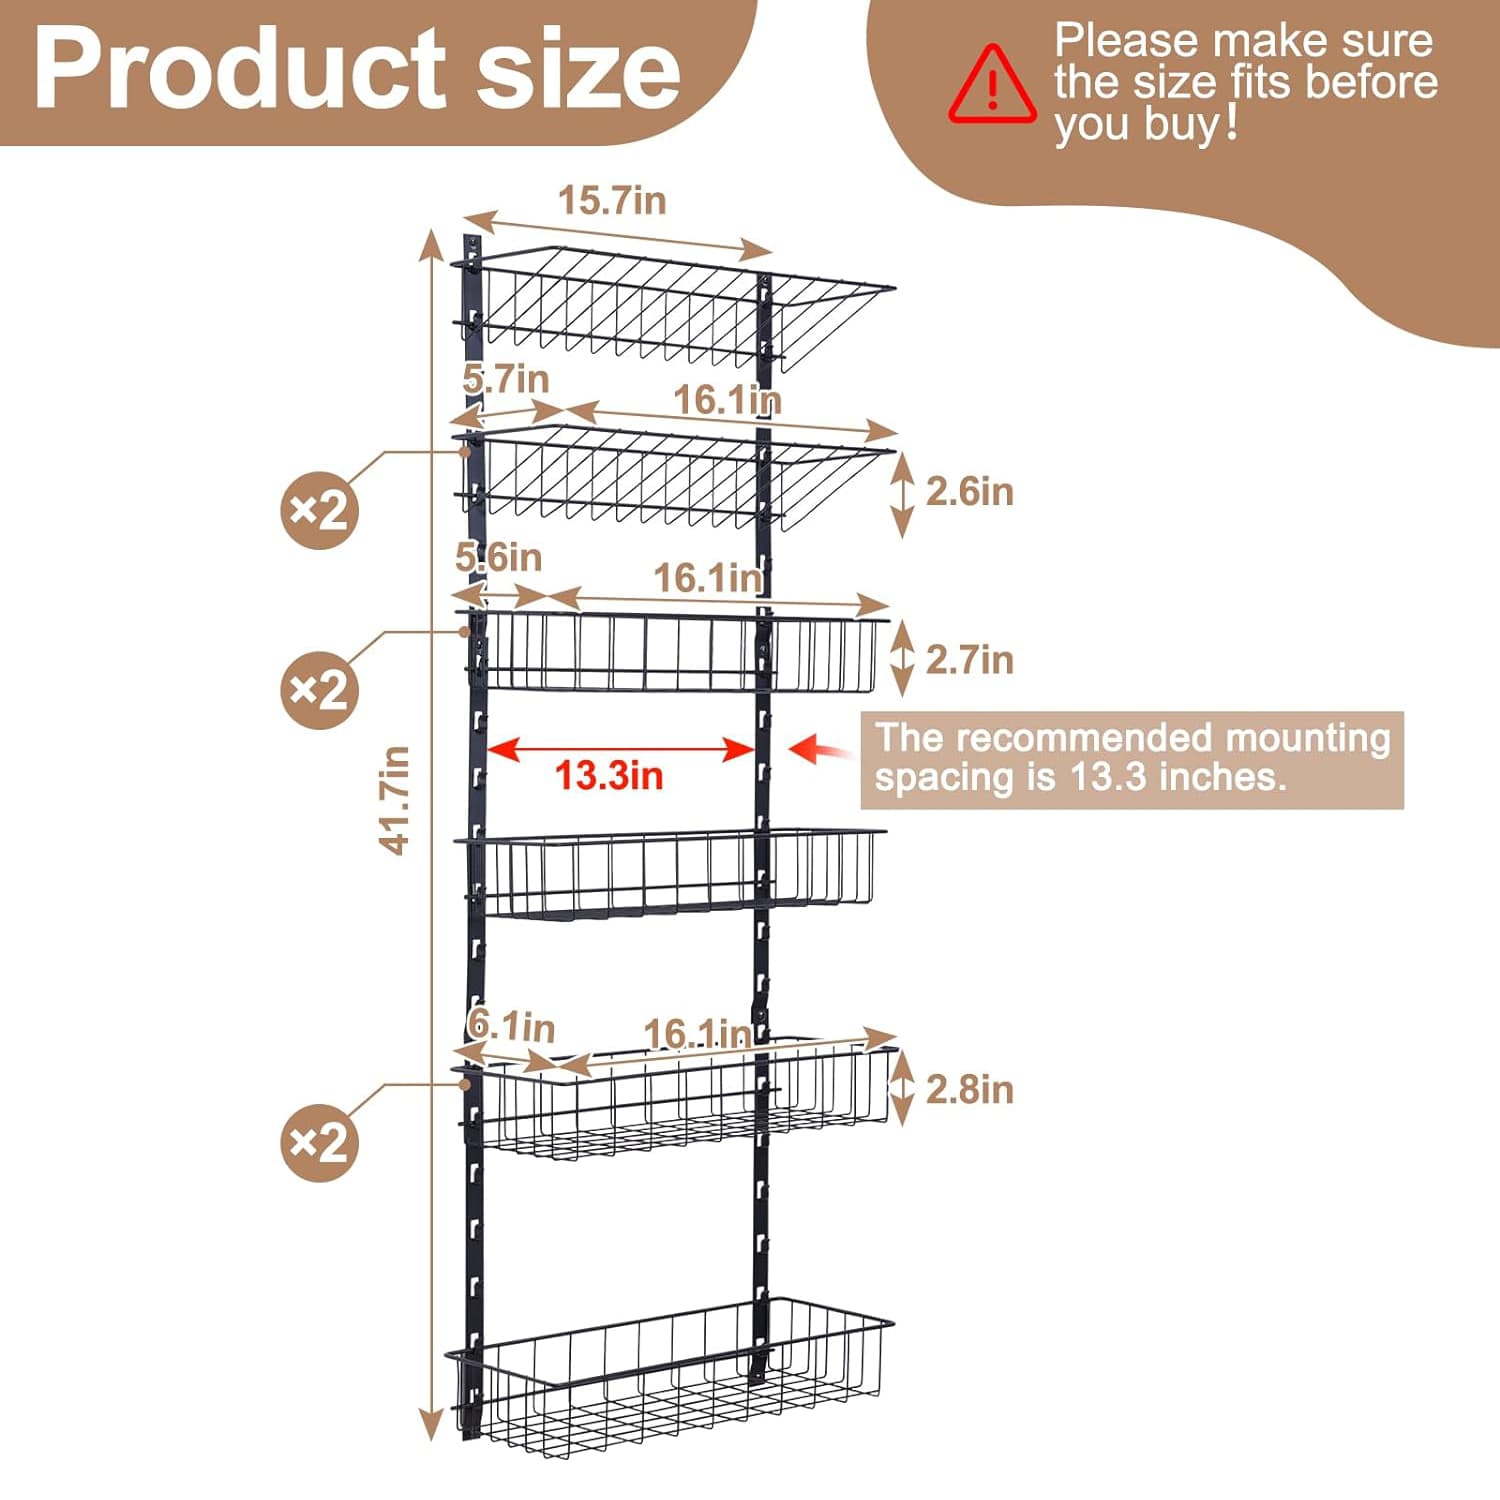 Product size
Please make sure
the size fits before
you buy!
15.7in
5.7in
16.1in
×2
2.6in
5.6in
16.1in
×2
2.7in
The recommended mounting
spacing is 13.3 inches.
13.3in
41.7in
6.1in
16.1in
2.8in
×2